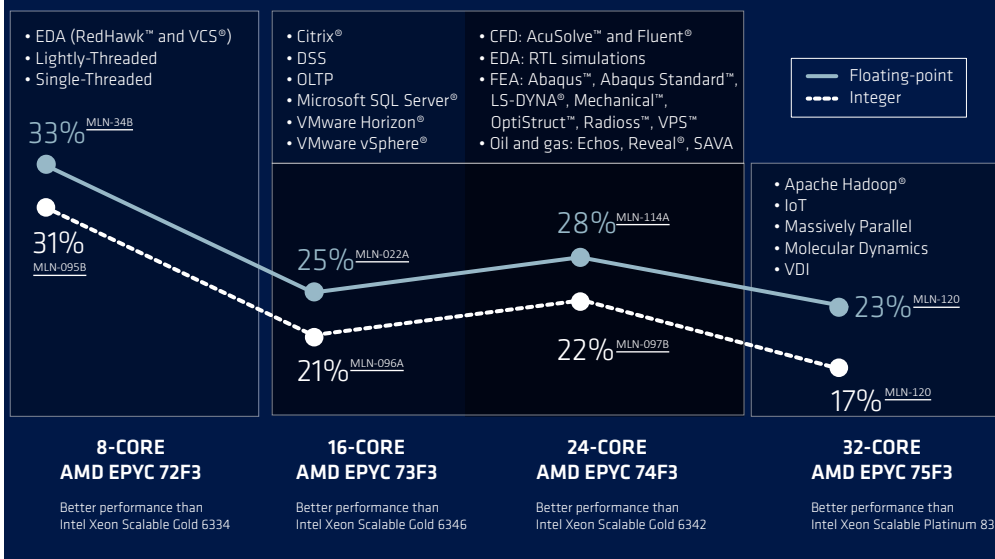 • EDA (RedHawk™ and VCS®)
• Lightly-Threaded
• Single-Threaded
• Citrix®
• DSS
• OLTP
• Microsoft SQL Server®
• VMware Horizon®
• VMware vSphere®
• CFD: AcuSolve™ and Fluent®
• EDA: RTL simulations
• FEA: Abaqus™, Abaqus Standard™,
LS-DYNA®, Mechanical™,
OptiStruct™, Radioss™, VPS™
• Oil and gas: Echos, Reveal®, SAVA
Floating-point
Integer
• Apache Hadoop®
• IoT
• Massively Parallel
• Molecular Dynamics
• VDI
33% MLN-34B
31%
MLN-095B
25% MLN-022A
21% MLN-096A
28% MLN-114A
22% MLN-097B
23% MLN-120
17% MLN-120
8-CORE
AMD EPYC 72F3
Better performance than
Intel Xeon Scalable Gold 6334
16-CORE
AMD EPYC 73F3
Better performance than
Intel Xeon Scalable Gold 6346
24-CORE
AMD EPYC 74F3
Better performance than
Intel Xeon Scalable Gold 6342
32-CORE
AMD EPYC 75F3
Better performance than
Intel Xeon Scalable Platinum 83